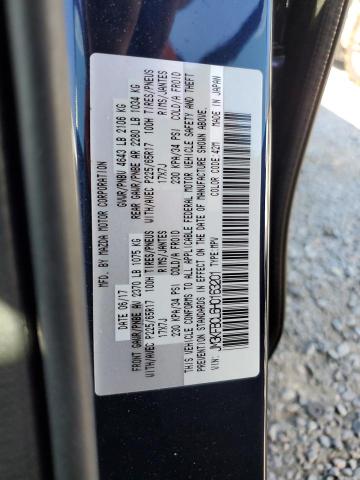 MFD. BY MAZDA MOTOR CORPORATION
DATE: 06/17 GVWR/PNBV 4643 LB 2106 KG
FRONT GAWR/PNBE AV 2370 LB 1075 KG REAR GAWR/PNBE AR 2280 LB 1034 KG
WITH/AVEC P225/65R17 100H TIRES/PNEUS WITH/AVEC P225/65R17 100H TIRES/PNEUS
17X7J RIMS/JANTES 17X7J RIMS/JANTES
230 KPA/34 PSI COLD/A FROID 230 KPA/34 PSI COLD/A FROID
THIS VEHICLE CONFORMS TO ALL APPLICABLE FEDERAL MOTOR VEHICLE SAFETY AND THEFT
PREVENTION STANDARDS IN EFFECT ON THE DATE OF MANUFACTURE SHOWN ABOVE.
VIN: JM3KFBCL6H0163201 TYPE:MPV COLOR CODE: 42M MADE IN JAPAN